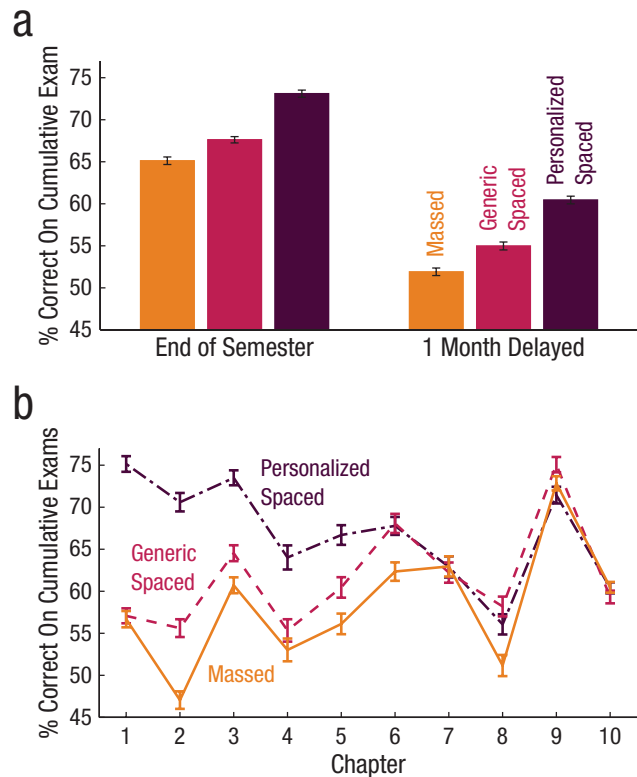 a
% Correct On Cumulative Exam
75
70
65
60
55
50
45
Massed
Generic
Spaced
Personalized
Spaced
End of Semester
1 Month Delayed
b
% Correct On Cumulative Exams
75
70
65
60
55
50
45
Personalized
Spaced
Generic
Spaced
Massed
1 2 3 4 5 6 7 8 9 10
Chapter